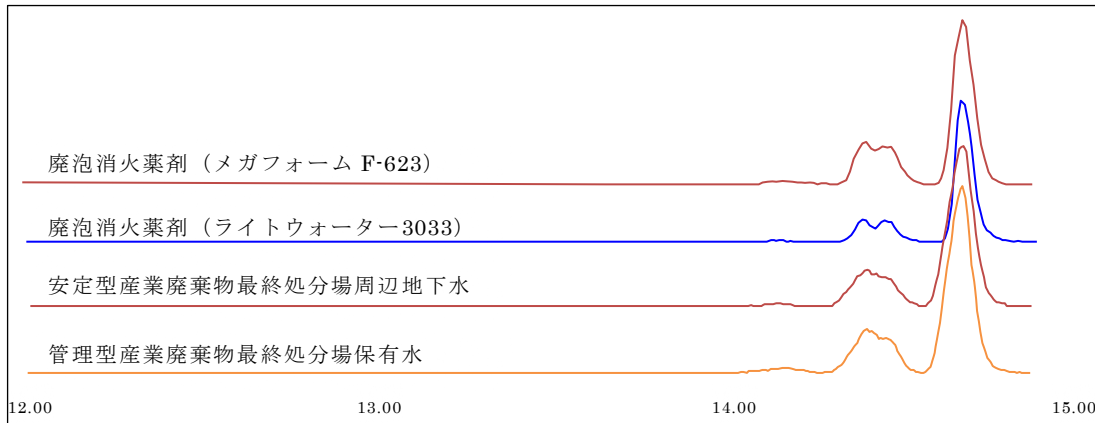 廃泡消火薬剤（メガフォーム F-623）
廃泡消火薬剤（ライトウォーター3033）
安定型産業廃棄物最終処分場周辺地下水
管理型産業廃棄物最終処分場保有水
12.00 13.00 14.00 15.00